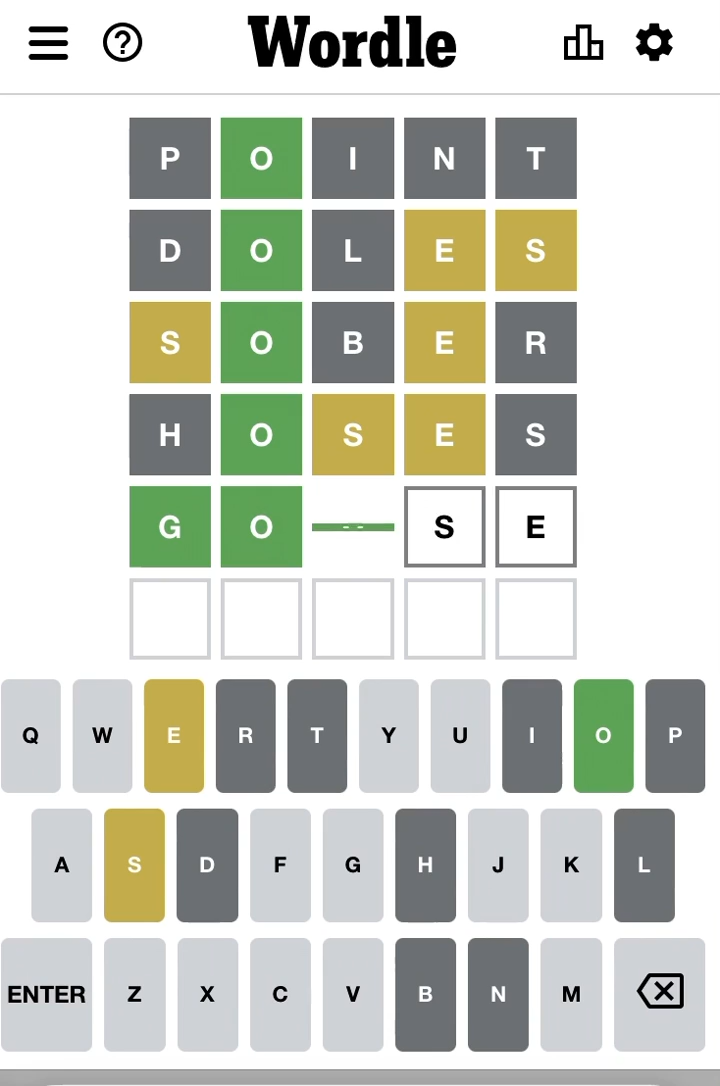 Wordle
P O I N T
D O L E S
S O B E R
H O S E S
G O S E
Q W E R T Y U I O P
A S D F G H J K L
ENTER Z X C V B N M